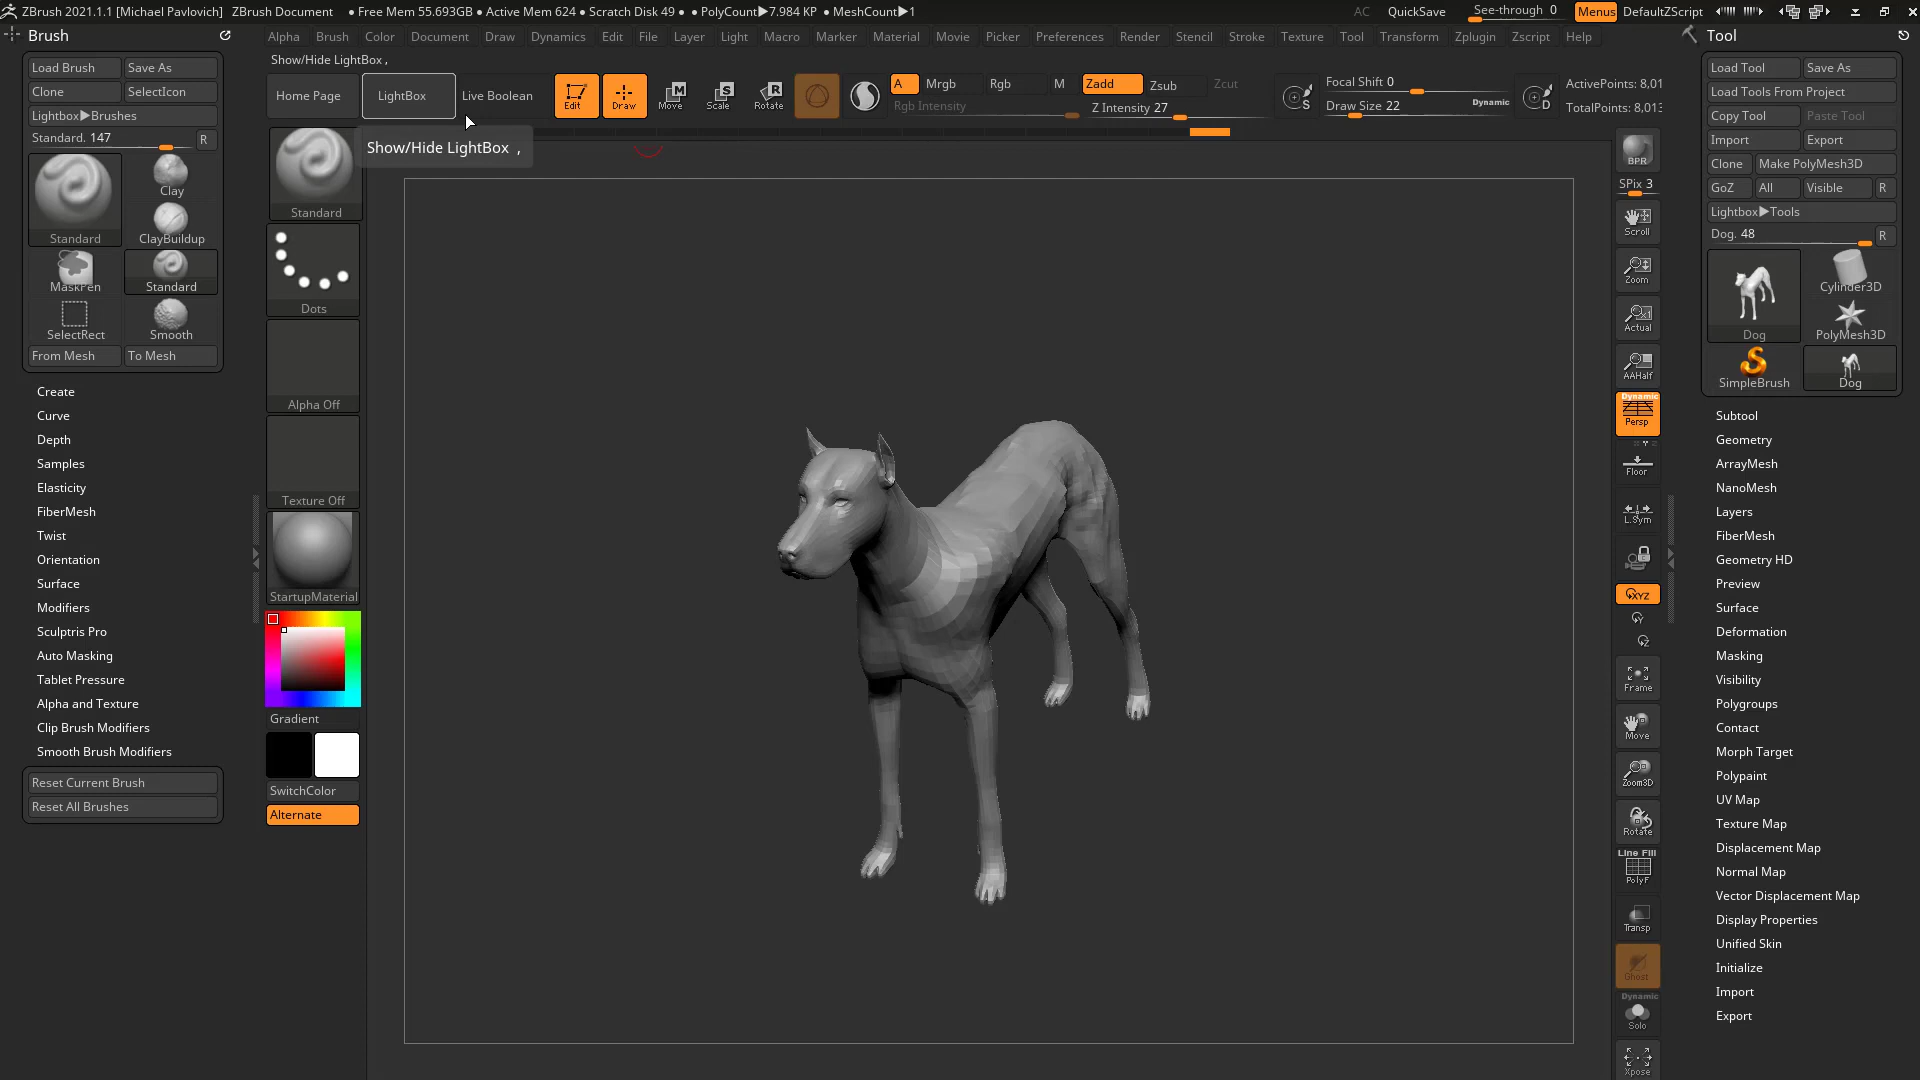 ZBrush 2021.1.1 [Michael Pavlovich] ZBrush Document • Free Mem 55.693GB • Active Mem 624 • Scratch Disk 49 • • PolyCount▶7.984 KP • MeshCount▶1 AC QuickSave See-through 0 Menus DefaultZScript
Brush
Alpha Brush Color Document Draw Dynamics Edit File Layer Light Macro Marker Material Movie Picker Preferences Render Stencil Stroke Texture Tool Transform Zplugin Zscript Help
Tool
Show/Hide LightBox ,
Load Brush Save As
Clone SelectIcon
Lightbox▶Brushes
Standard. 147 R
Standard
Clay
ClayBuildup
MaskPen
Standard
SelectRect
Smooth
From Mesh To Mesh
Create
Curve
Depth
Samples
Elasticity
FiberMesh
Twist
Orientation
Surface
Modifiers
Sculptris Pro
Auto Masking
Tablet Pressure
Alpha and Texture
Clip Brush Modifiers
Smooth Brush Modifiers
Reset Current Brush
Reset All Brushes
Home Page LightBox Live Boolean
Edit Draw Move Scale Rotate
M S R
A Mrgb Rgb M Zadd Zsub Zcut
Rgb Intensity Z Intensity 27
S
Focal Shift 0
Draw Size 22 Dynamic
D
ActivePoints: 8,01
TotalPoints: 8,013
Show/Hide LightBox ,
Standard
Dots
Alpha Off
Texture Off
StartupMaterial
Gradient
SwitchColor
Alternate
BPR
SPix 3
Scroll
Zoom
Actual
AAHalf
Dynamic
Persp
Floor
L.Sym
XYZ
Y
Z
Frame
Move
Zoom3D
Rotate
Line Fill
PolyF
Transp
Ghost
Dynamic
Solo
Xpose
Load Tool Save As
Load Tools From Project
Copy Tool Paste Tool
Import Export
Clone Make PolyMesh3D
GoZ All Visible R
Lightbox▶Tools
Dog. 48 R
Dog
Cylinder3D
PolyMesh3D
SimpleBrush
Dog
Subtool
Geometry
ArrayMesh
NanoMesh
Layers
FiberMesh
Geometry HD
Preview
Surface
Deformation
Masking
Visibility
Polygroups
Contact
Morph Target
Polypaint
UV Map
Texture Map
Displacement Map
Normal Map
Vector Displacement Map
Display Properties
Unified Skin
Initialize
Import
Export